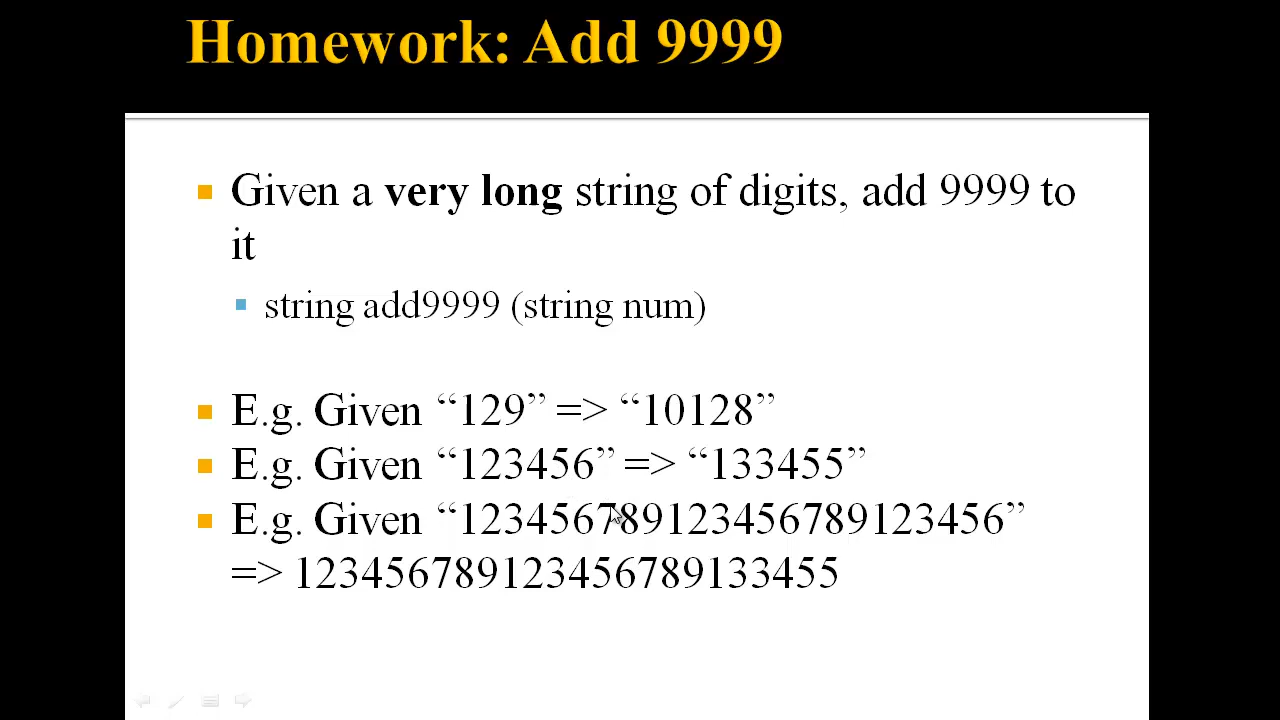 Homework: Add 9999
Given a very long string of digits, add 9999 to
it
string add9999 (string num)
E.g. Given “129” => “10128”
E.g. Given “123456” => “133455”
E.g. Given “123456789123456789123456”
=> 123456789123456789133455